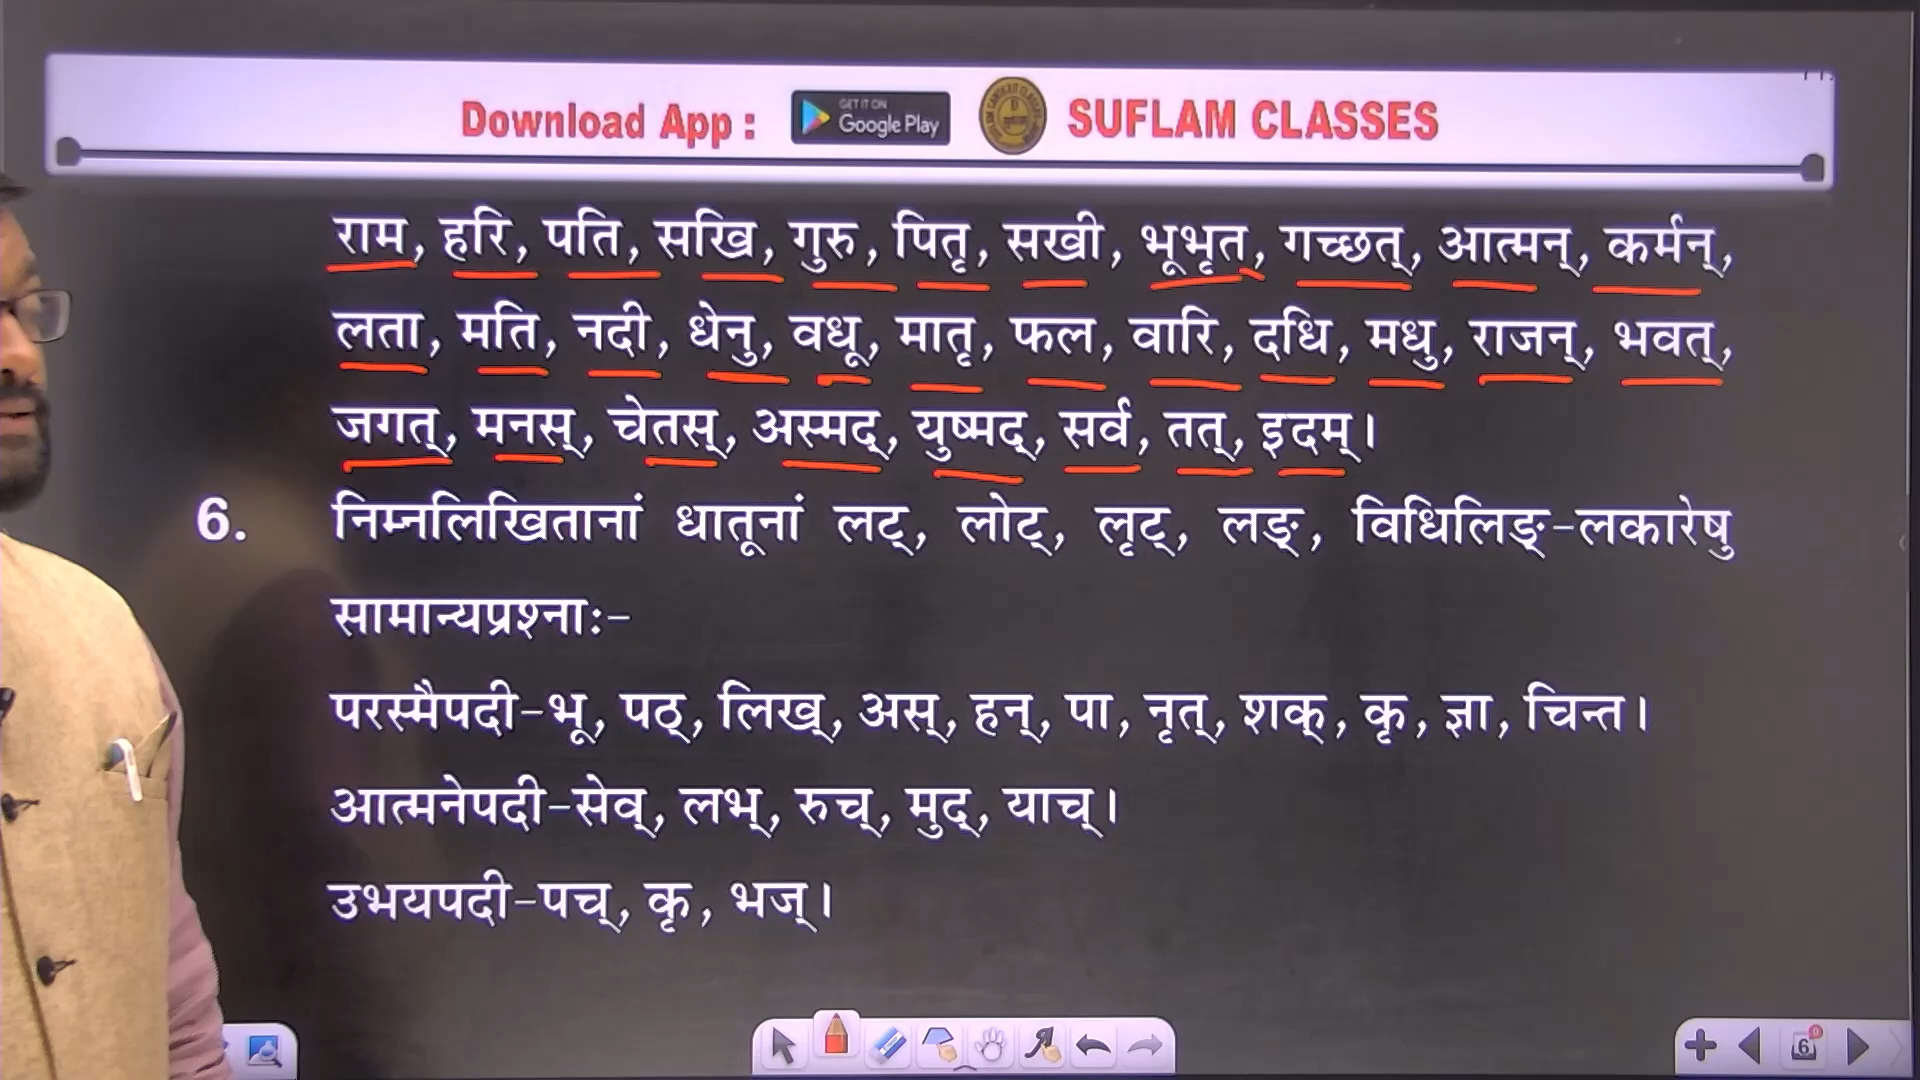 Download App : GET IT ON Google Play SUFLAM CLASSES
राम, हरि, पति, सखि, गुरु, पितृ, सखी, भूभृत, गच्छत्, आत्मन्, कर्मन्,
लता, मति, नदी, धेनु, वधू, मातृ, फल, वारि, दधि, मधु, राजन्, भवत्,
जगत्, मनस्, चेतस्, अस्मद्, युष्मद्, सर्व, तत्, इदम्।
6. निम्नलिखितानां धातूनां लट्, लोट्, लृट्, लङ्, विधिलिङ्-लकारेषु
सामान्यप्रश्नाः-
परस्मैपदी-भू, पठ्, लिख्, अस्, हन्, पा, नृत्, शक्, कृ, ज्ञा, चिन्त।
आत्मनेपदी-सेव्, लभ्, रुच्, मुद्, याच्।
उभयपदी-पच्, कृ, भज्।
6